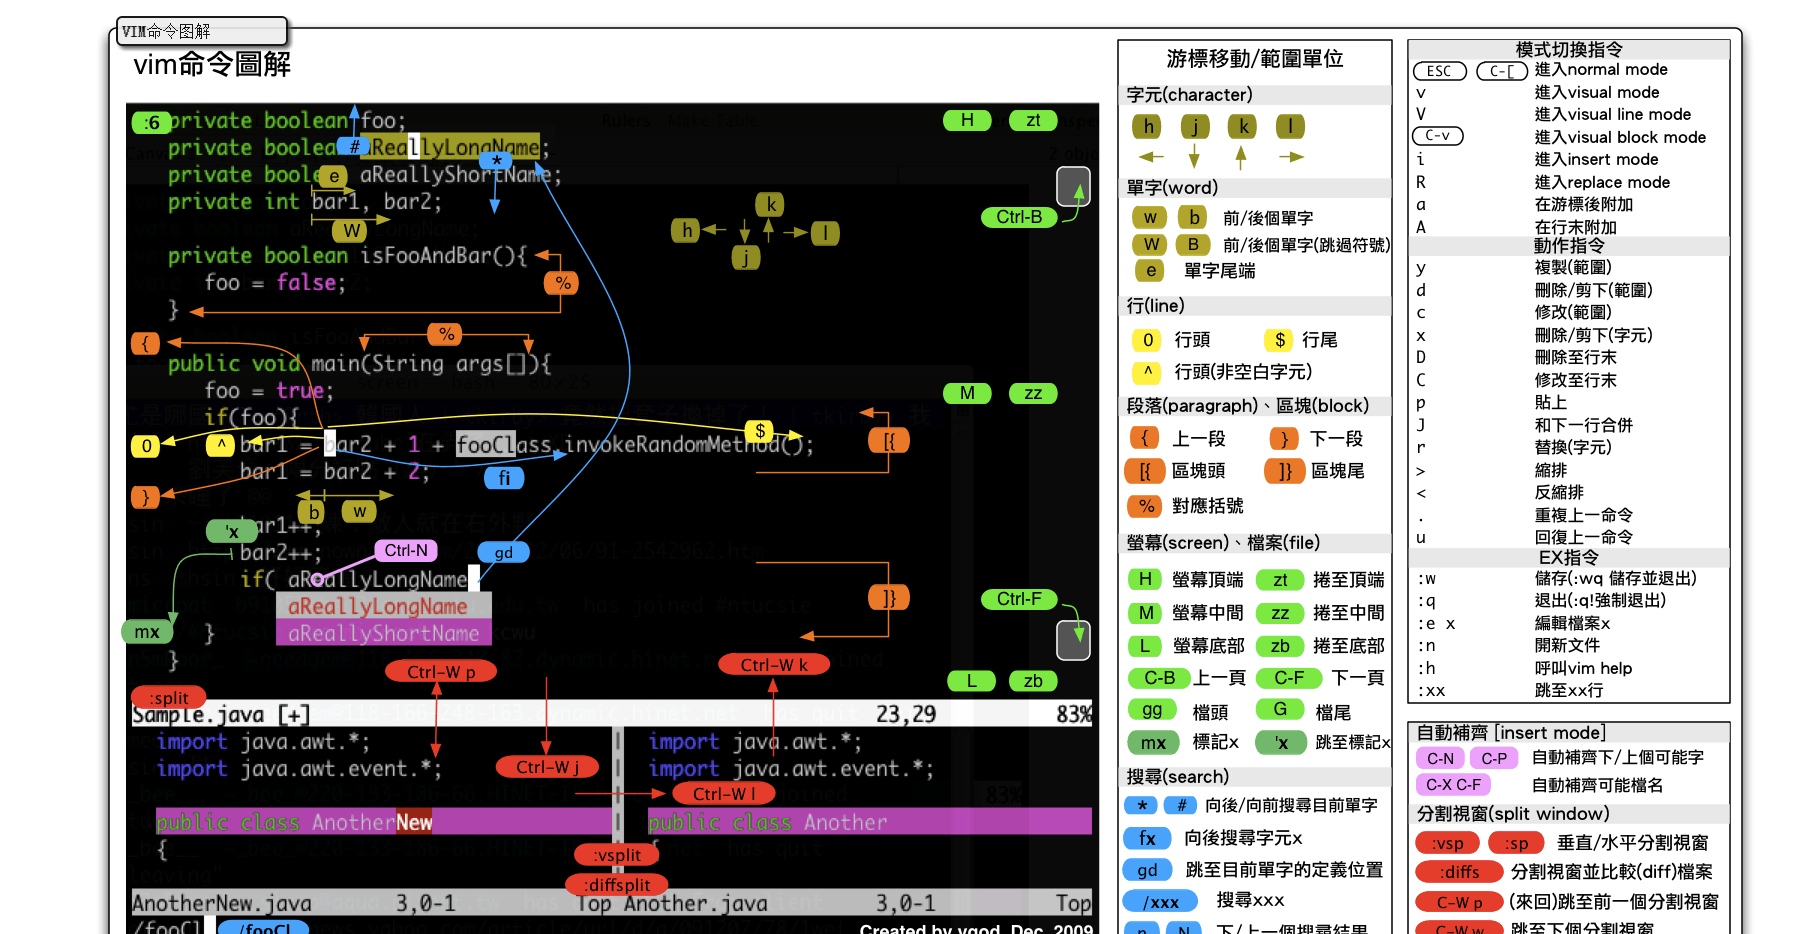 VIM命令图解
vim命令圖解
:6
private boolean foo;
#
private boolean aReallyLongName;
*
private boolean aReallyShortName;
e
private int bar1, bar2;
W
private boolean isFooAndBar(){
foo = false;
%
}
{
%
public void main(String args[]){
foo = true;
if(foo){
0
^
bar1 = bar2 + 1 + fooClass.invokeRandomMethod();
$
[{
bar1 = bar2 + 2;
fi
}
b
w
'x
bar1++;
bar2++;
Ctrl-N
gd
if( aReallyLongName
aReallyLongName
aReallyShortName
mx
}
]}
}
h
j
k
l
H
zt
Ctrl-B
M
zz
Ctrl-F
L
zb
Ctrl-W p
Ctrl-W k
:split
Sample.java [+] 23,29 83%
import java.awt.*;
import java.awt.event.*;
Ctrl-W j
Ctrl-W l
public class AnotherNew
{
import java.awt.*;
import java.awt.event.*;
public class Another
{
:vsplit
:diffsplit
AnotherNew.java 3,0-1 Top
Another.java 3,0-1 Top
/fooCl
/fooCl
Created by vgod, Dec. 2009
游標移動/範圍單位
字元(character)
h j k l
單字(word)
w b 前/後個單字
W B 前/後個單字(跳過符號)
e 單字尾端
行(line)
0 行頭 $ 行尾
^ 行頭(非空白字元)
段落(paragraph)、區塊(block)
{ 上一段 } 下一段
[{ 區塊頭 ]} 區塊尾
% 對應括號
螢幕(screen)、檔案(file)
H 螢幕頂端 zt 捲至頂端
M 螢幕中間 zz 捲至中間
L 螢幕底部 zb 捲至底部
C-B 上一頁 C-F 下一頁
gg 檔頭 G 檔尾
mx 標記x 'x 跳至標記x
搜尋(search)
* # 向後/向前搜尋目前單字
fx 向後搜尋字元x
gd 跳至目前單字的定義位置
/xxx 搜尋xxx
n N 下/上一個搜尋結果
模式切換指令
ESC C-[ 進入normal mode
v 進入visual mode
V 進入visual line mode
C-v 進入visual block mode
i 進入insert mode
R 進入replace mode
a 在游標後附加
A 在行末附加
動作指令
y 複製(範圍)
d 刪除/剪下(範圍)
c 修改(範圍)
x 刪除/剪下(字元)
D 刪除至行末
C 修改至行末
p 貼上
J 和下一行合併
r 替換(字元)
> 縮排
< 反縮排
. 重複上一命令
u 回復上一命令
EX指令
:w 儲存(:wq 儲存並退出)
:q 退出(:q!強制退出)
:e x 編輯檔案x
:n 開新文件
:h 呼叫vim help
:xx 跳至xx行
自動補齊 [insert mode]
C-N C-P 自動補齊下/上個可能字
C-X C-F 自動補齊可能檔名
分割視窗(split window)
:vsp :sp 垂直/水平分割視窗
:diffs 分割視窗並比較(diff)檔案
C-W p (來回)跳至前一個分割視窗
C-W w 跳至下個分割視窗